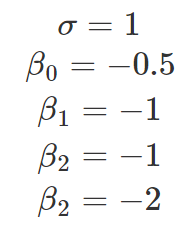 σ = 1
β₀ = −0.5
β₁ = −1
β₂ = −1
β₂ = −2